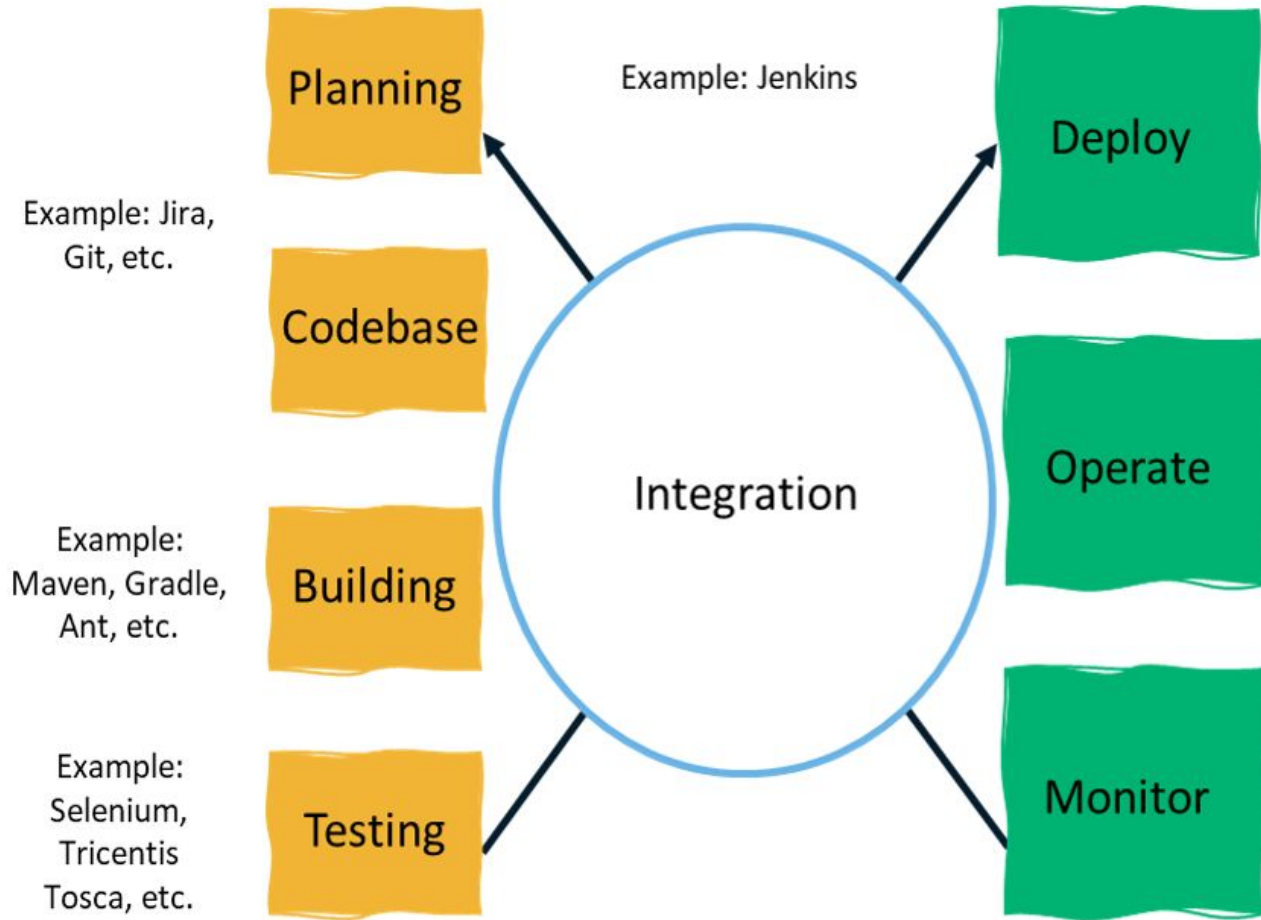 Planning
Example: Jenkins
Deploy
Example: Jira,
Git, etc.
Codebase
Operate
Integration
Example:
Maven, Gradle,
Ant, etc.
Building
Example:
Selenium,
Tricentis
Tosca, etc.
Testing
Monitor